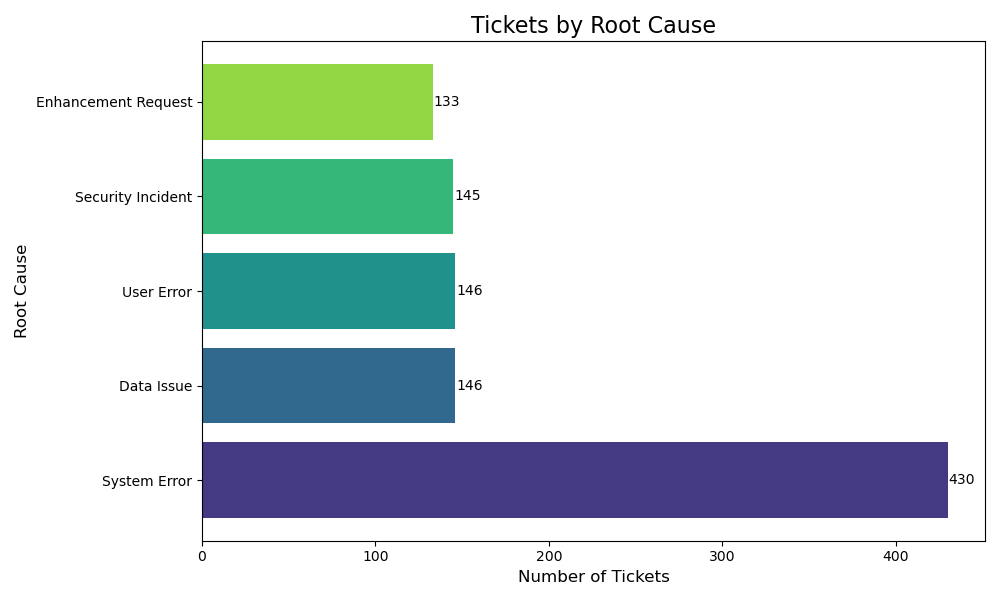 Tickets by Root Cause
Root Cause
Enhancement Request
133
Security Incident
145
User Error
146
Data Issue
146
System Error
430
0
100
200
300
400
Number of Tickets